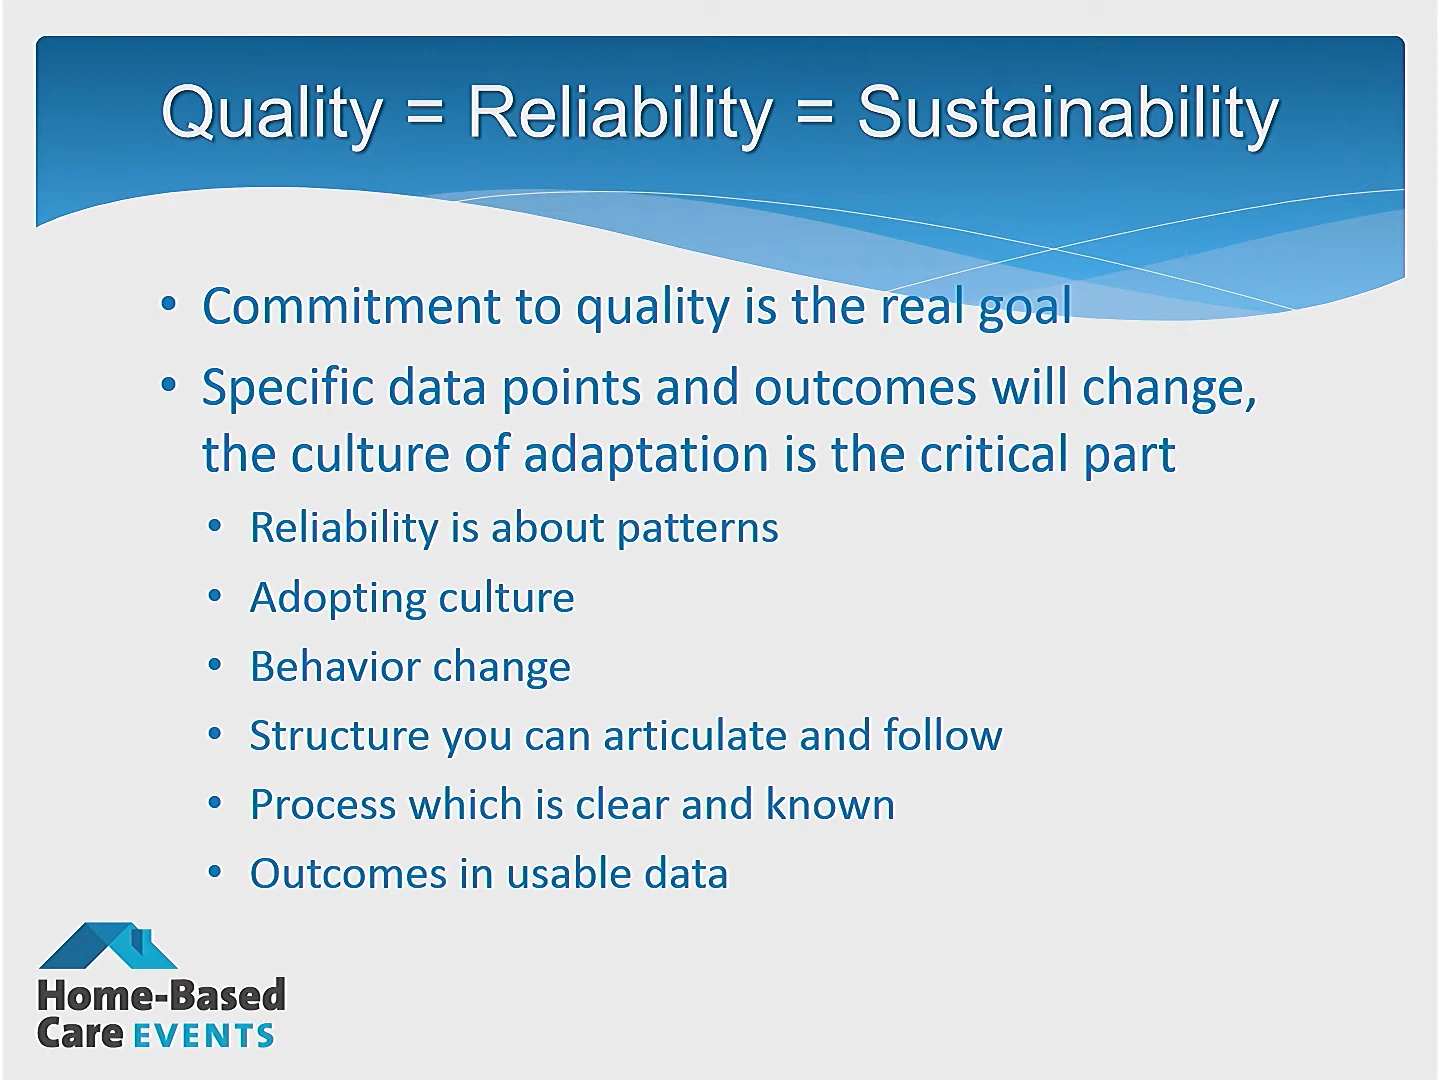 Quality = Reliability = Sustainability
• Commitment to quality is the real goal
• Specific data points and outcomes will change,
the culture of adaptation is the critical part
• Reliability is about patterns
• Adopting culture
• Behavior change
• Structure you can articulate and follow
• Process which is clear and known
• Outcomes in usable data
Home-Based
Care EVENTS